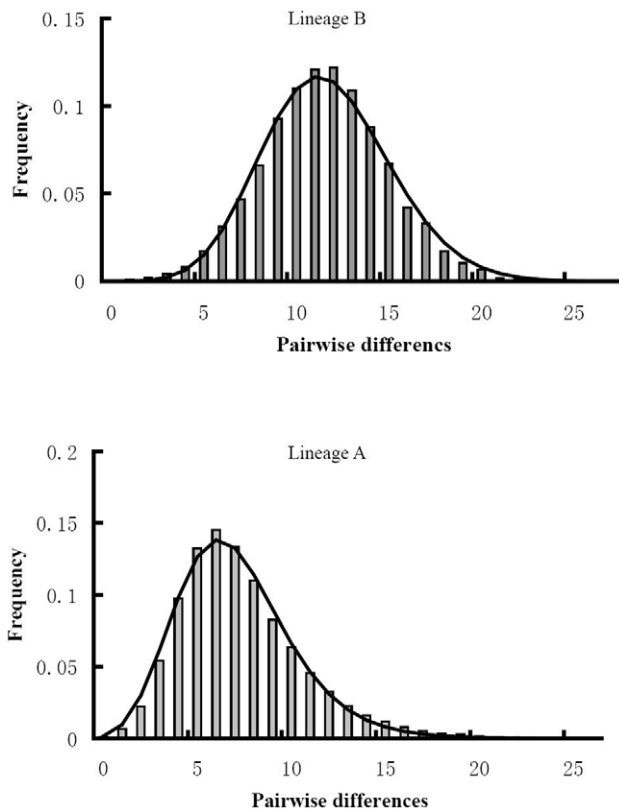 Lineage B
0.15
0.1
0.05
0
Frequency
0 5 10 15 20 25
Pairwise differencs
Lineage A
0.2
0.15
0.1
0.05
0
Frequency
0 5 10 15 20 25
Pairwise differences